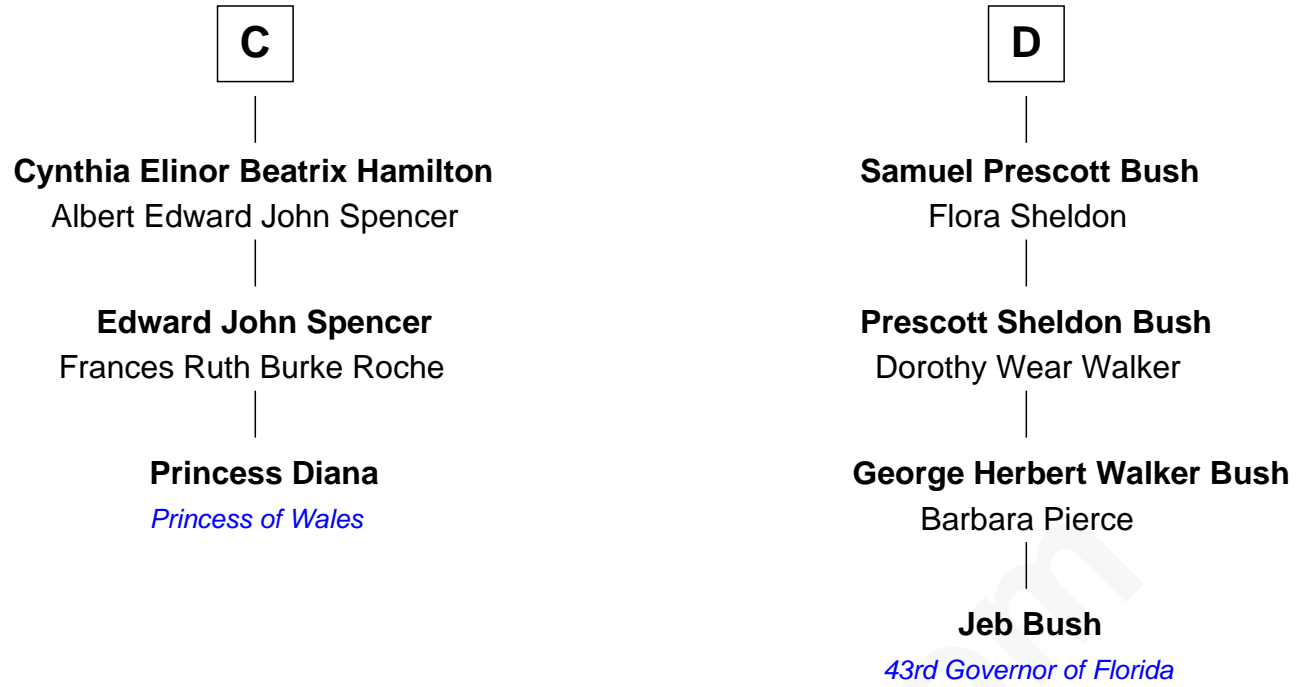 C
Cynthia Elinor Beatrix Hamilton
Albert Edward John Spencer
Edward John Spencer
Frances Ruth Burke Roche
Princess Diana
Princess of Wales
D
Samuel Prescott Bush
Flora Sheldon
Prescott Sheldon Bush
Dorothy Wear Walker
George Herbert Walker Bush
Barbara Pierce
Jeb Bush
43rd Governor of Florida